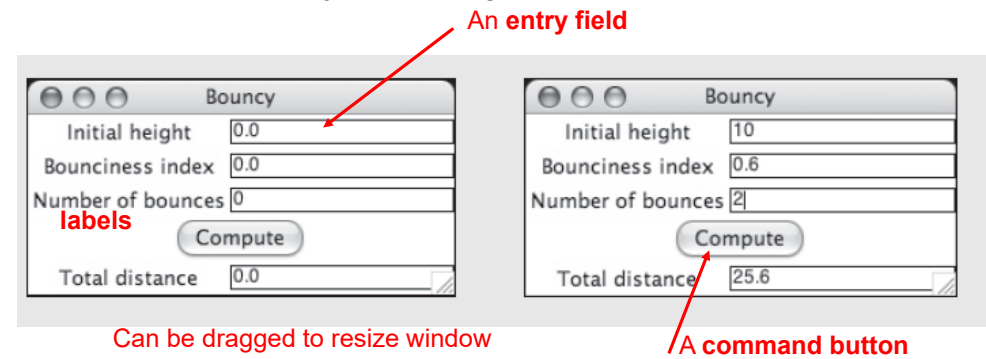 An entry field
Bouncy
Initial height 0.0
Bounciness index 0.0
Number of bounces 0
labels
Compute
Total distance 0.0
Bouncy
Initial height 10
Bounciness index 0.6
Number of bounces 2
Compute
Total distance 25.6
Can be dragged to resize window
A command button